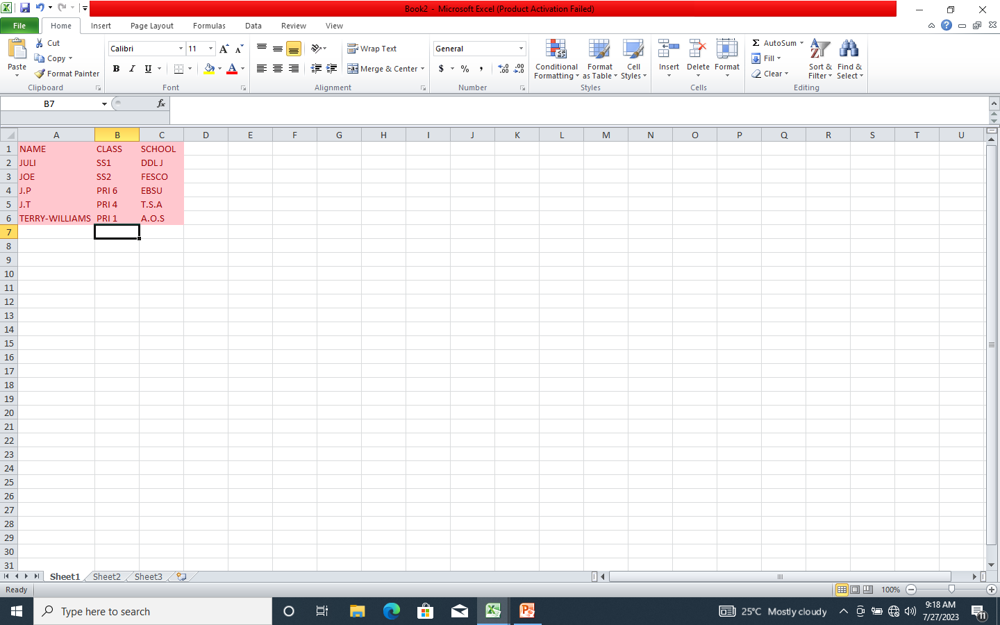 Book2 - Microsoft Excel (Product Activation Failed)
File Home Insert Page Layout Formulas Data Review View
Cut
Copy
Format Painter
Paste
Clipboard
Calibri 11
B I U
Font
Wrap Text
Merge & Center
Alignment
General
$ % ,
Number
Conditional Formatting
Format as Table
Cell Styles
Styles
Insert Delete Format
Cells
Σ AutoSum
Fill
Clear
Sort & Filter
Find & Select
Editing
B7 fx
A B C D E F G H I J K L M N O P Q R S T U
1 NAME CLASS SCHOOL
2 JULI SS1 DDL J
3 JOE SS2 FESCO
4 J.P PRI 6 EBSU
5 J.T PRI 4 T.S.A
6 TERRY-WILLIAMS PRI 1 A.O.S
7
8
9
10
11
12
13
14
15
16
17
18
19
20
21
22
23
24
25
26
27
28
29
30
31
Sheet1 Sheet2 Sheet3
Ready 100%
Type here to search
25°C Mostly cloudy
9:18 AM
7/27/2023
11